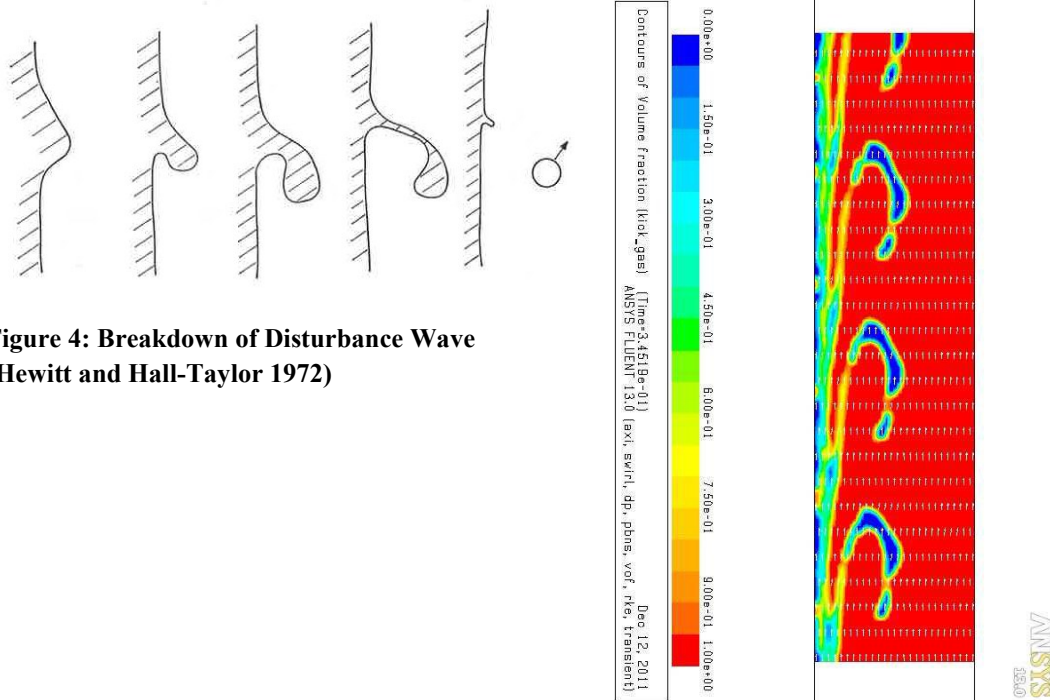 igure 4: Breakdown of Disturbance Wave
Hewitt and Hall-Taylor 1972)
0.00e+00
1.50e-01
3.00e-01
4.50e-01
6.00e-01
7.50e-01
9.00e-01
1.00e+00
Contours of Volume fraction (kick_gas) (Time=3.4519e-01)
Dec 12, 2011
ANSYS FLUENT 13.0 (axi, swirl, dp, pbns, vof, rke, transient)
ANSYS
13.0